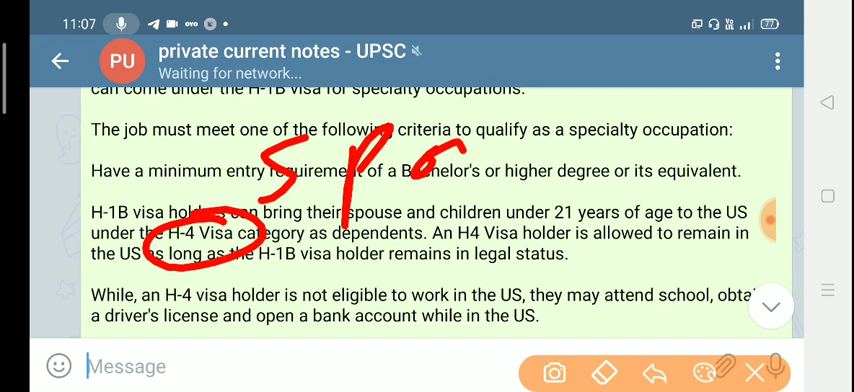 11:07
77
private current notes - UPSC
PU
Waiting for network...
can come under the H-1B visa for specialty occupations.
The job must meet one of the following criteria to qualify as a specialty occupation:
Have a minimum entry requirement of a Bachelor's or higher degree or its equivalent.
H-1B visa holders can bring their spouse and children under 21 years of age to the US
under the H-4 Visa category as dependents. An H4 Visa holder is allowed to remain in
the US as long as the H-1B visa holder remains in legal status.
While, an H-4 visa holder is not eligible to work in the US, they may attend school, obtai
a driver's license and open a bank account while in the US.
Message